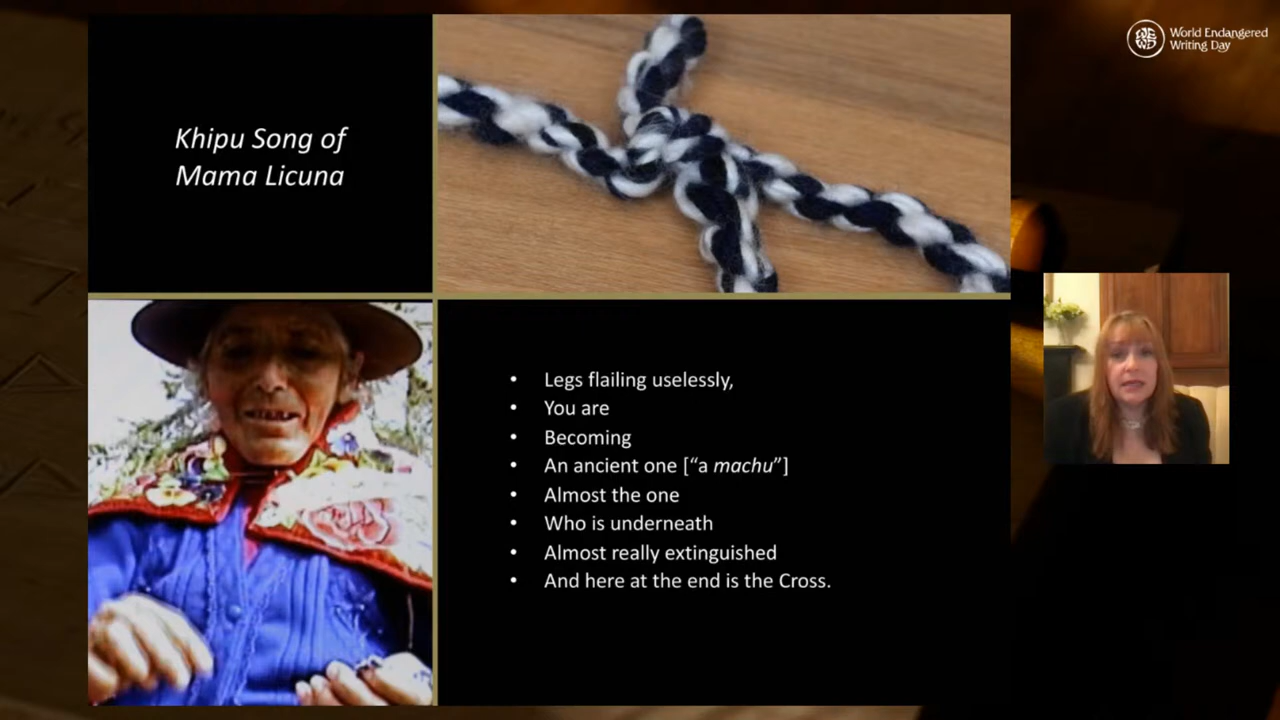 World Endangered
Writing Day
Khipu Song of
Mama Licuna
• Legs flailing uselessly,
• You are
• Becoming
• An ancient one [“a machu”]
• Almost the one
• Who is underneath
• Almost really extinguished
• And here at the end is the Cross.